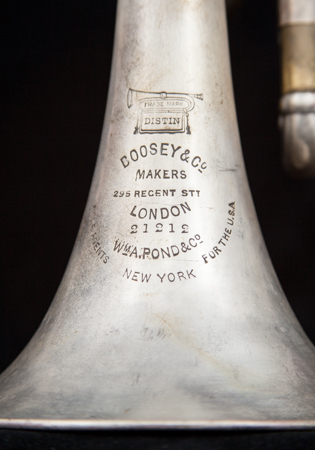 TRADE MARK
DISTIN
BOOSEY & Co
MAKERS
295 REGENT STT
LONDON
21212
AGENTS
WM A. POND & Co
FOR THE U.S.A
NEW YORK